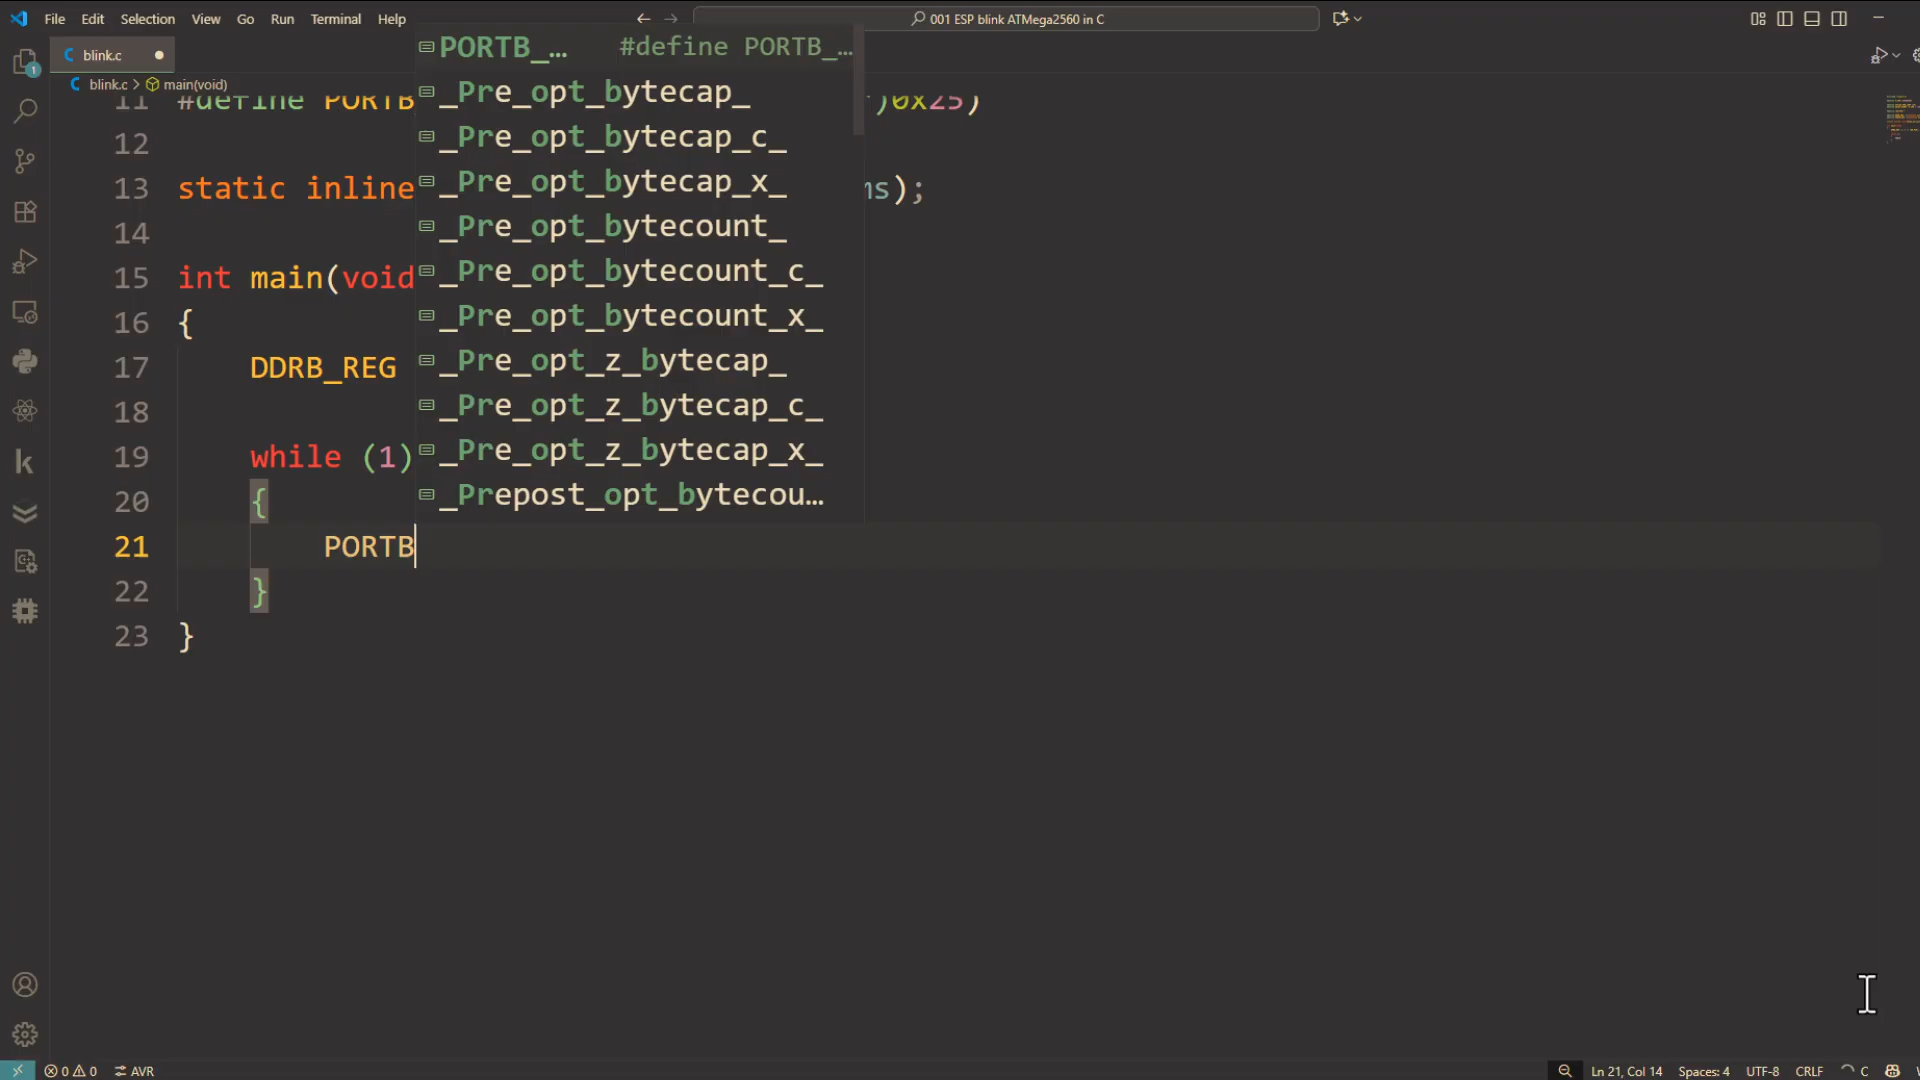 File Edit Selection View Go Run Terminal Help
001 ESP blink ATMega2560 in C
blink.c
blink.c > main(void)
PORTB_… #define PORTB_…
_Pre_opt_bytecap_
_Pre_opt_bytecap_c_
_Pre_opt_bytecap_x_
_Pre_opt_bytecount_
_Pre_opt_bytecount_c_
_Pre_opt_bytecount_x_
_Pre_opt_z_bytecap_
_Pre_opt_z_bytecap_c_
_Pre_opt_z_bytecap_x_
_Prepost_opt_bytecou…
11 #define PORTB )0x25)
12
13 static inline ms);
14
15 int main(void
16 {
17 DDRB_REG
18
19 while (1)
20 {
21 PORTB
22 }
23 }
1
0 0 AVR
Ln 21, Col 14 Spaces: 4 UTF-8 CRLF C